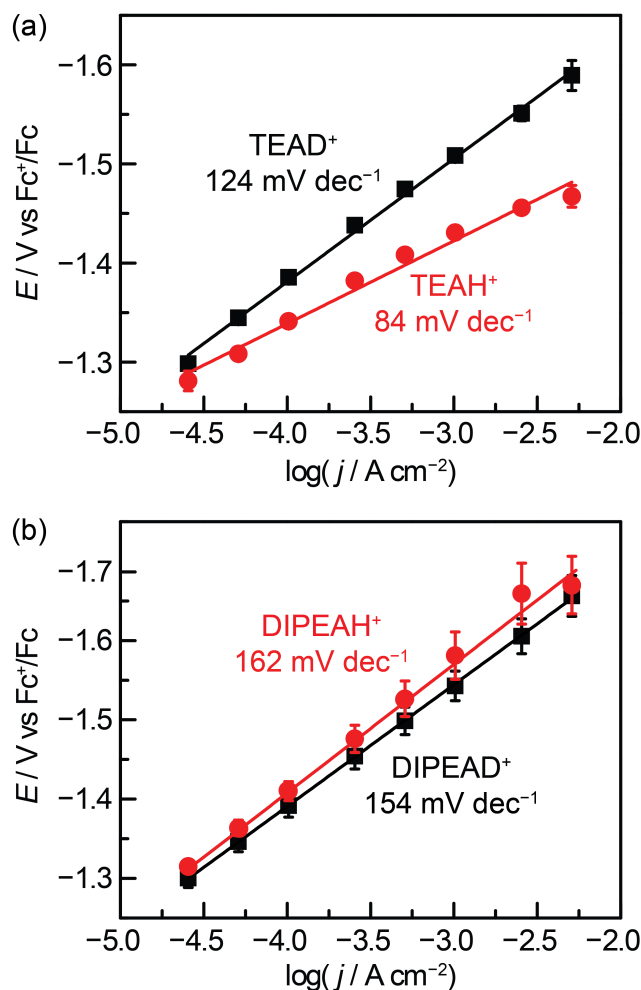 (a)
−1.6
−1.5
−1.4
−1.3
E / V vs Fc⁺/Fc
TEAD⁺
124 mV dec⁻¹
TEAH⁺
84 mV dec⁻¹
−5.0 −4.5 −4.0 −3.5 −3.0 −2.5 −2.0
log( j / A cm⁻²)
(b)
−1.7
−1.6
−1.5
−1.4
−1.3
E / V vs Fc⁺/Fc
DIPEAH⁺
162 mV dec⁻¹
DIPEAD⁺
154 mV dec⁻¹
−5.0 −4.5 −4.0 −3.5 −3.0 −2.5 −2.0
log( j / A cm⁻²)